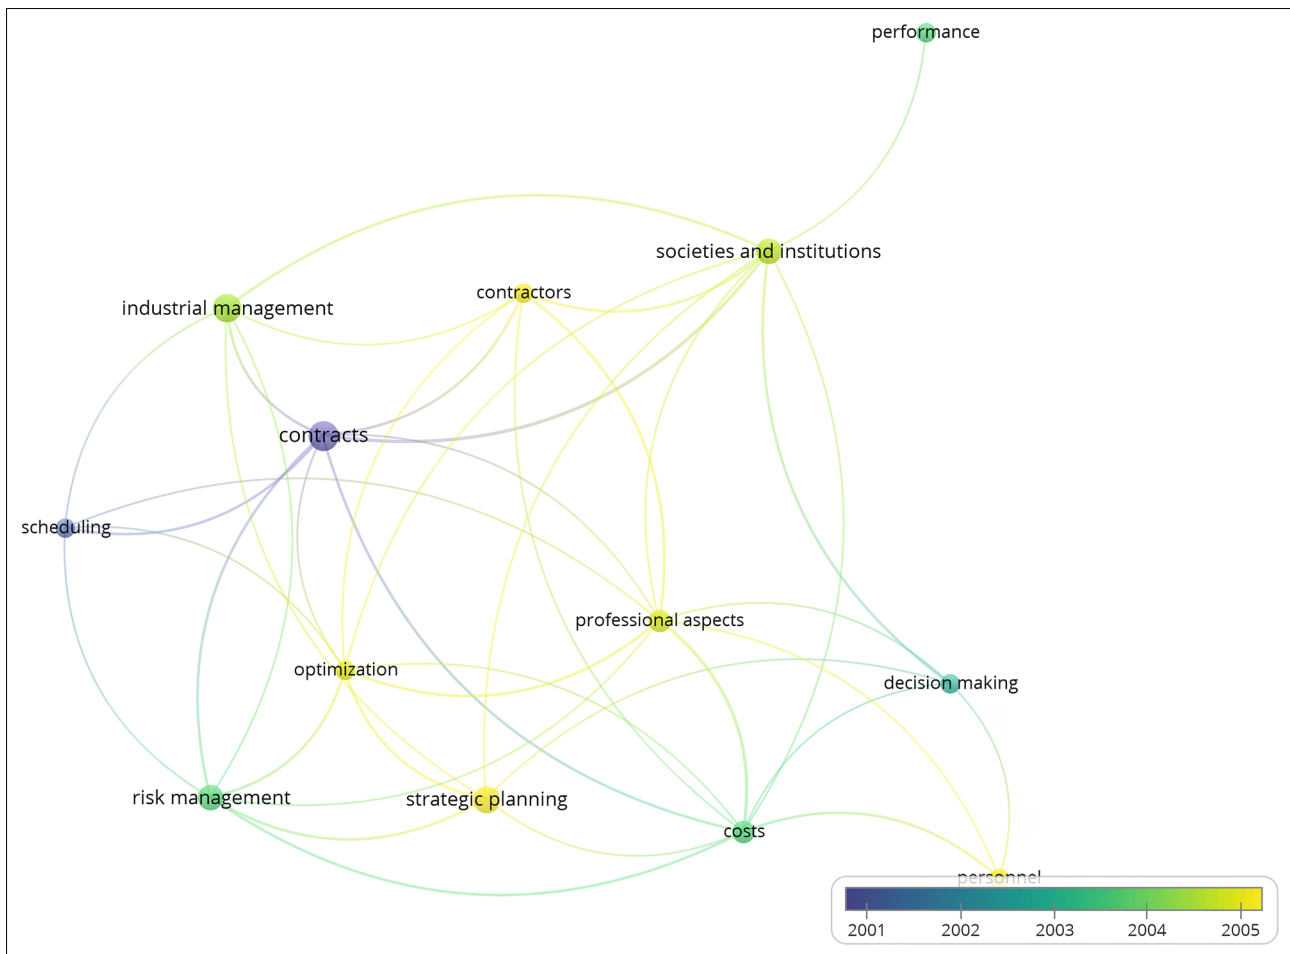 performance
societies and institutions
contractors
industrial management
contracts
scheduling
professional aspects
optimization
decision making
risk management
strategic planning
costs
personnel
2001 2002 2003 2004 2005